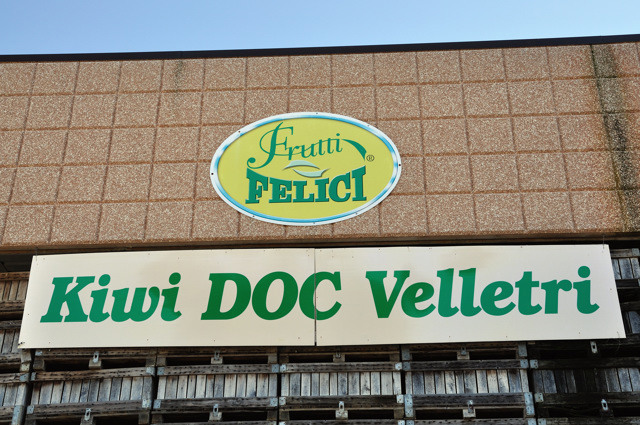 Frutti ®
FELICI
Kiwi DOC Velletri